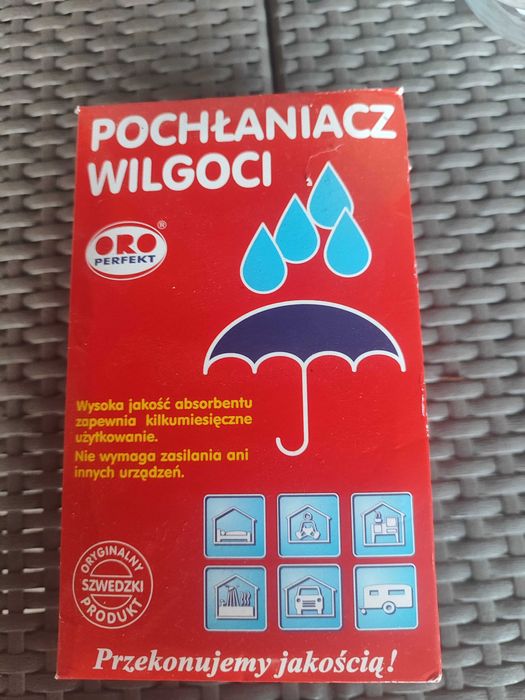 POCHŁANIACZ
WILGOCI
ORO®
PERFEKT
Wysoka jakość absorbentu
zapewnia kilkumiesięczne
użytkowanie.
Nie wymaga zasilania ani
innych urządzeń.
ORYGINALNY
SZWEDZKI
PRODUKT
Przekonujemy jakością!